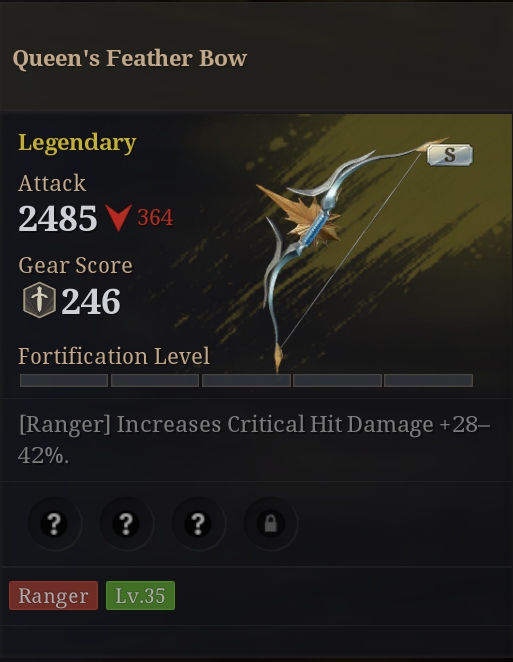 Queen's Feather Bow
Legendary
S
Attack
2485 364
Gear Score
246
Fortification Level
[Ranger] Increases Critical Hit Damage +28–
42%.
? ? ?
Ranger Lv.35